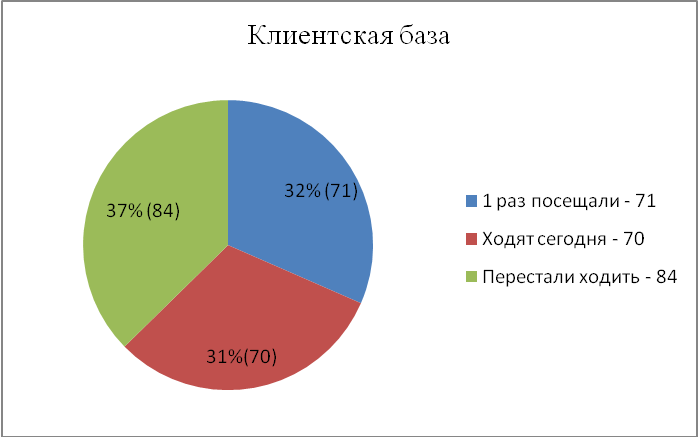 Клиентская база
32% (71)
37% (84)
31%(70)
1 раз посещали - 71
Ходят сегодня - 70
Перестали ходить - 84